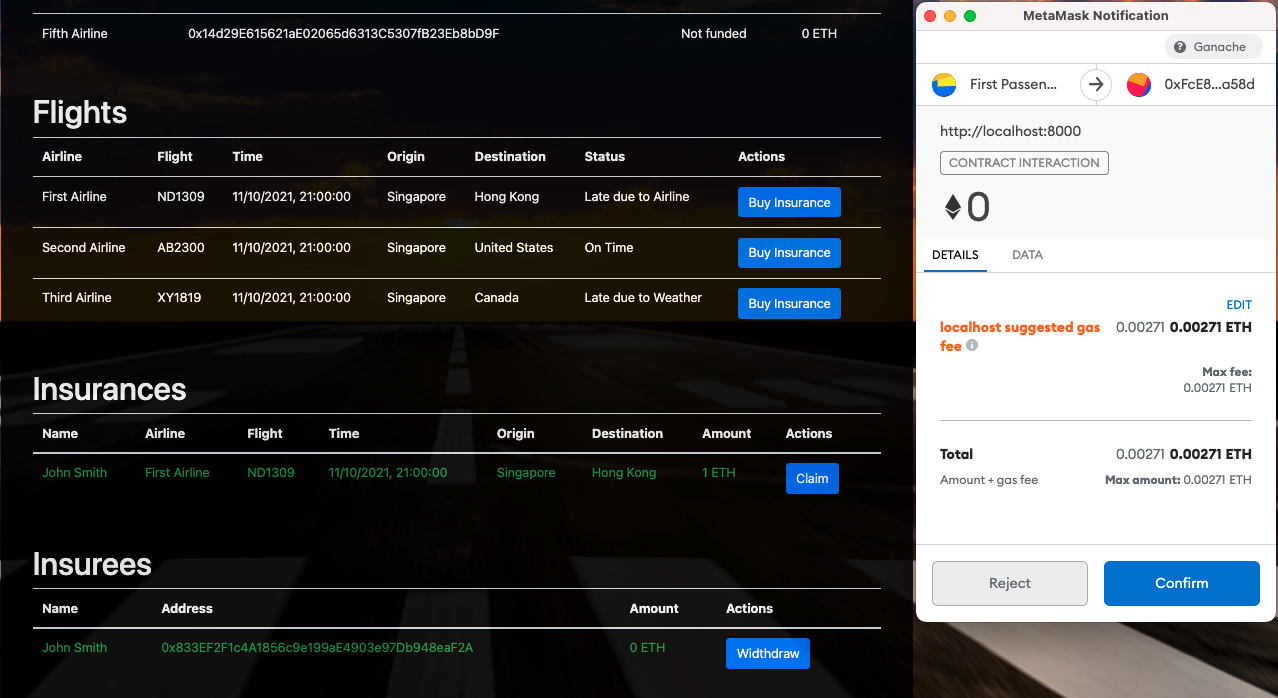 Fifth Airline 0x14d29E615621aE02065d6313C5307fB23Eb8bD9F Not funded 0 ETH
Flights
Airline Flight Time Origin Destination Status Actions
First Airline ND1309 11/10/2021, 21:00:00 Singapore Hong Kong Late due to Airline Buy Insurance
Second Airline AB2300 11/10/2021, 21:00:00 Singapore United States On Time Buy Insurance
Third Airline XY1819 11/10/2021, 21:00:00 Singapore Canada Late due to Weather Buy Insurance
Insurances
Name Airline Flight Time Origin Destination Amount Actions
John Smith First Airline ND1309 11/10/2021, 21:00:00 Singapore Hong Kong 1 ETH Claim
Insurees
Name Address Amount Actions
John Smith 0x833EF2F1c4A1856c9e199aE4903e97Db948eaF2A 0 ETH Widthdraw
MetaMask Notification
Ganache
First Passen... 0xFcE8...a58d
http://localhost:8000
CONTRACT INTERACTION
0
DETAILS DATA
EDIT
localhost suggested gas 0.00271 0.00271 ETH
fee
Max fee:
0.00271 ETH
Total 0.00271 0.00271 ETH
Amount + gas fee Max amount: 0.00271 ETH
Reject Confirm